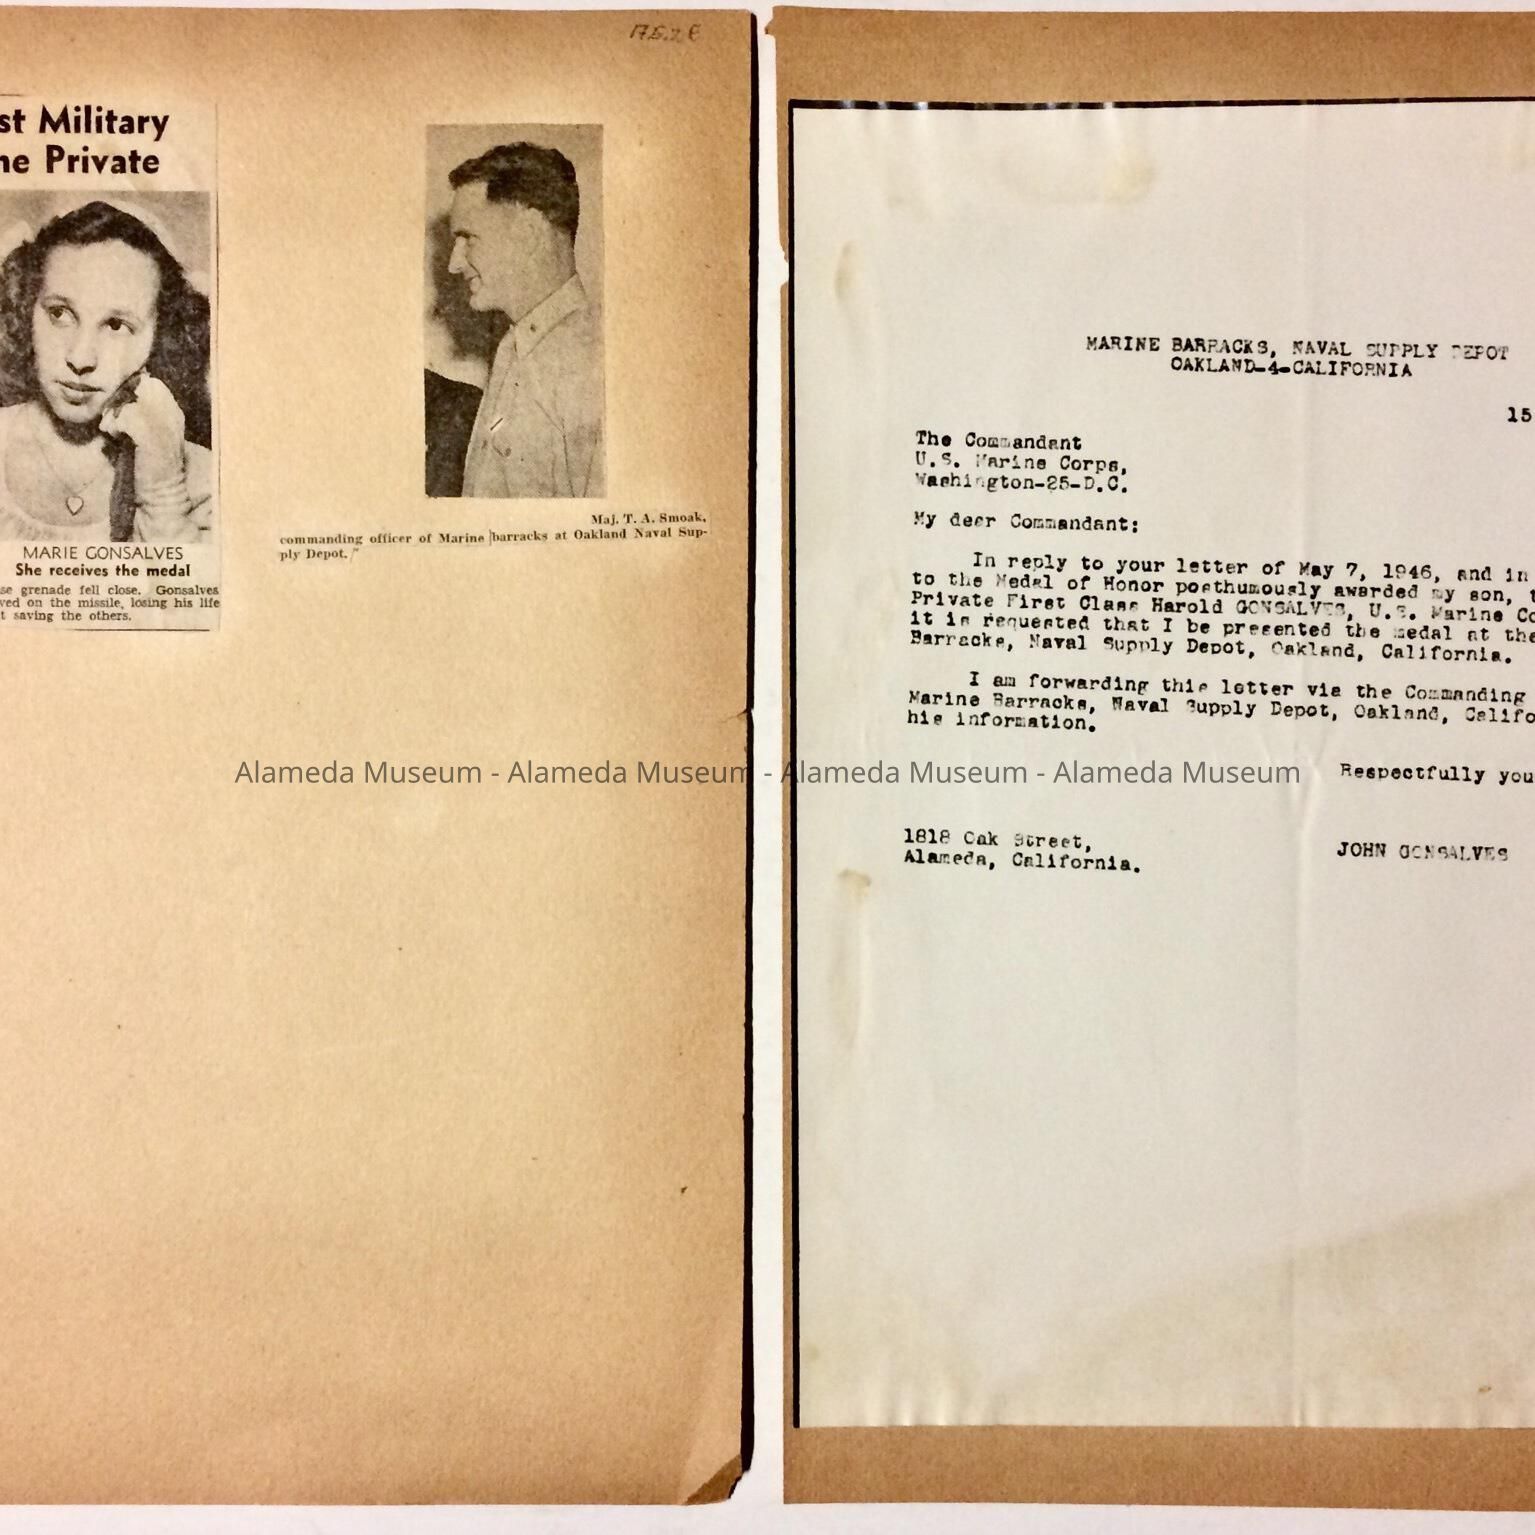 175.2
st Military
ne Private
MARIE GONSALVES
She receives the medal
se grenade fell close. Gonsalves
ved on the missile, losing his life
t saving the others.
Maj. T. A. Smoak,
commanding officer of Marine barracks at Oakland Naval Sup-
ply Depot."
MARINE BARRACKS, NAVAL SUPPLY DEPOT
OAKLAND-4-CALIFORNIA
15
The Commandant
U.S. Marine Corps,
Washington-25-D.C.
My dear Commandant:
In reply to your letter of May 7, 1946, and in
to the Medal of Honor posthumously awarded my son, t
Private First Class Harold GONSALVES, U.S. Marine Co
it is requested that I be presented the medal at the
Barracks, Naval Supply Depot, Oakland, California.
I am forwarding this letter via the Commanding
Marine Barracks, Naval Supply Depot, Oakland, Califo
his information.
Alameda Museum - Alameda Museum - Alameda Museum - Alameda Museum
Respectfully you
1818 Oak Street,
Alameda, California.
JOHN GONSALVES